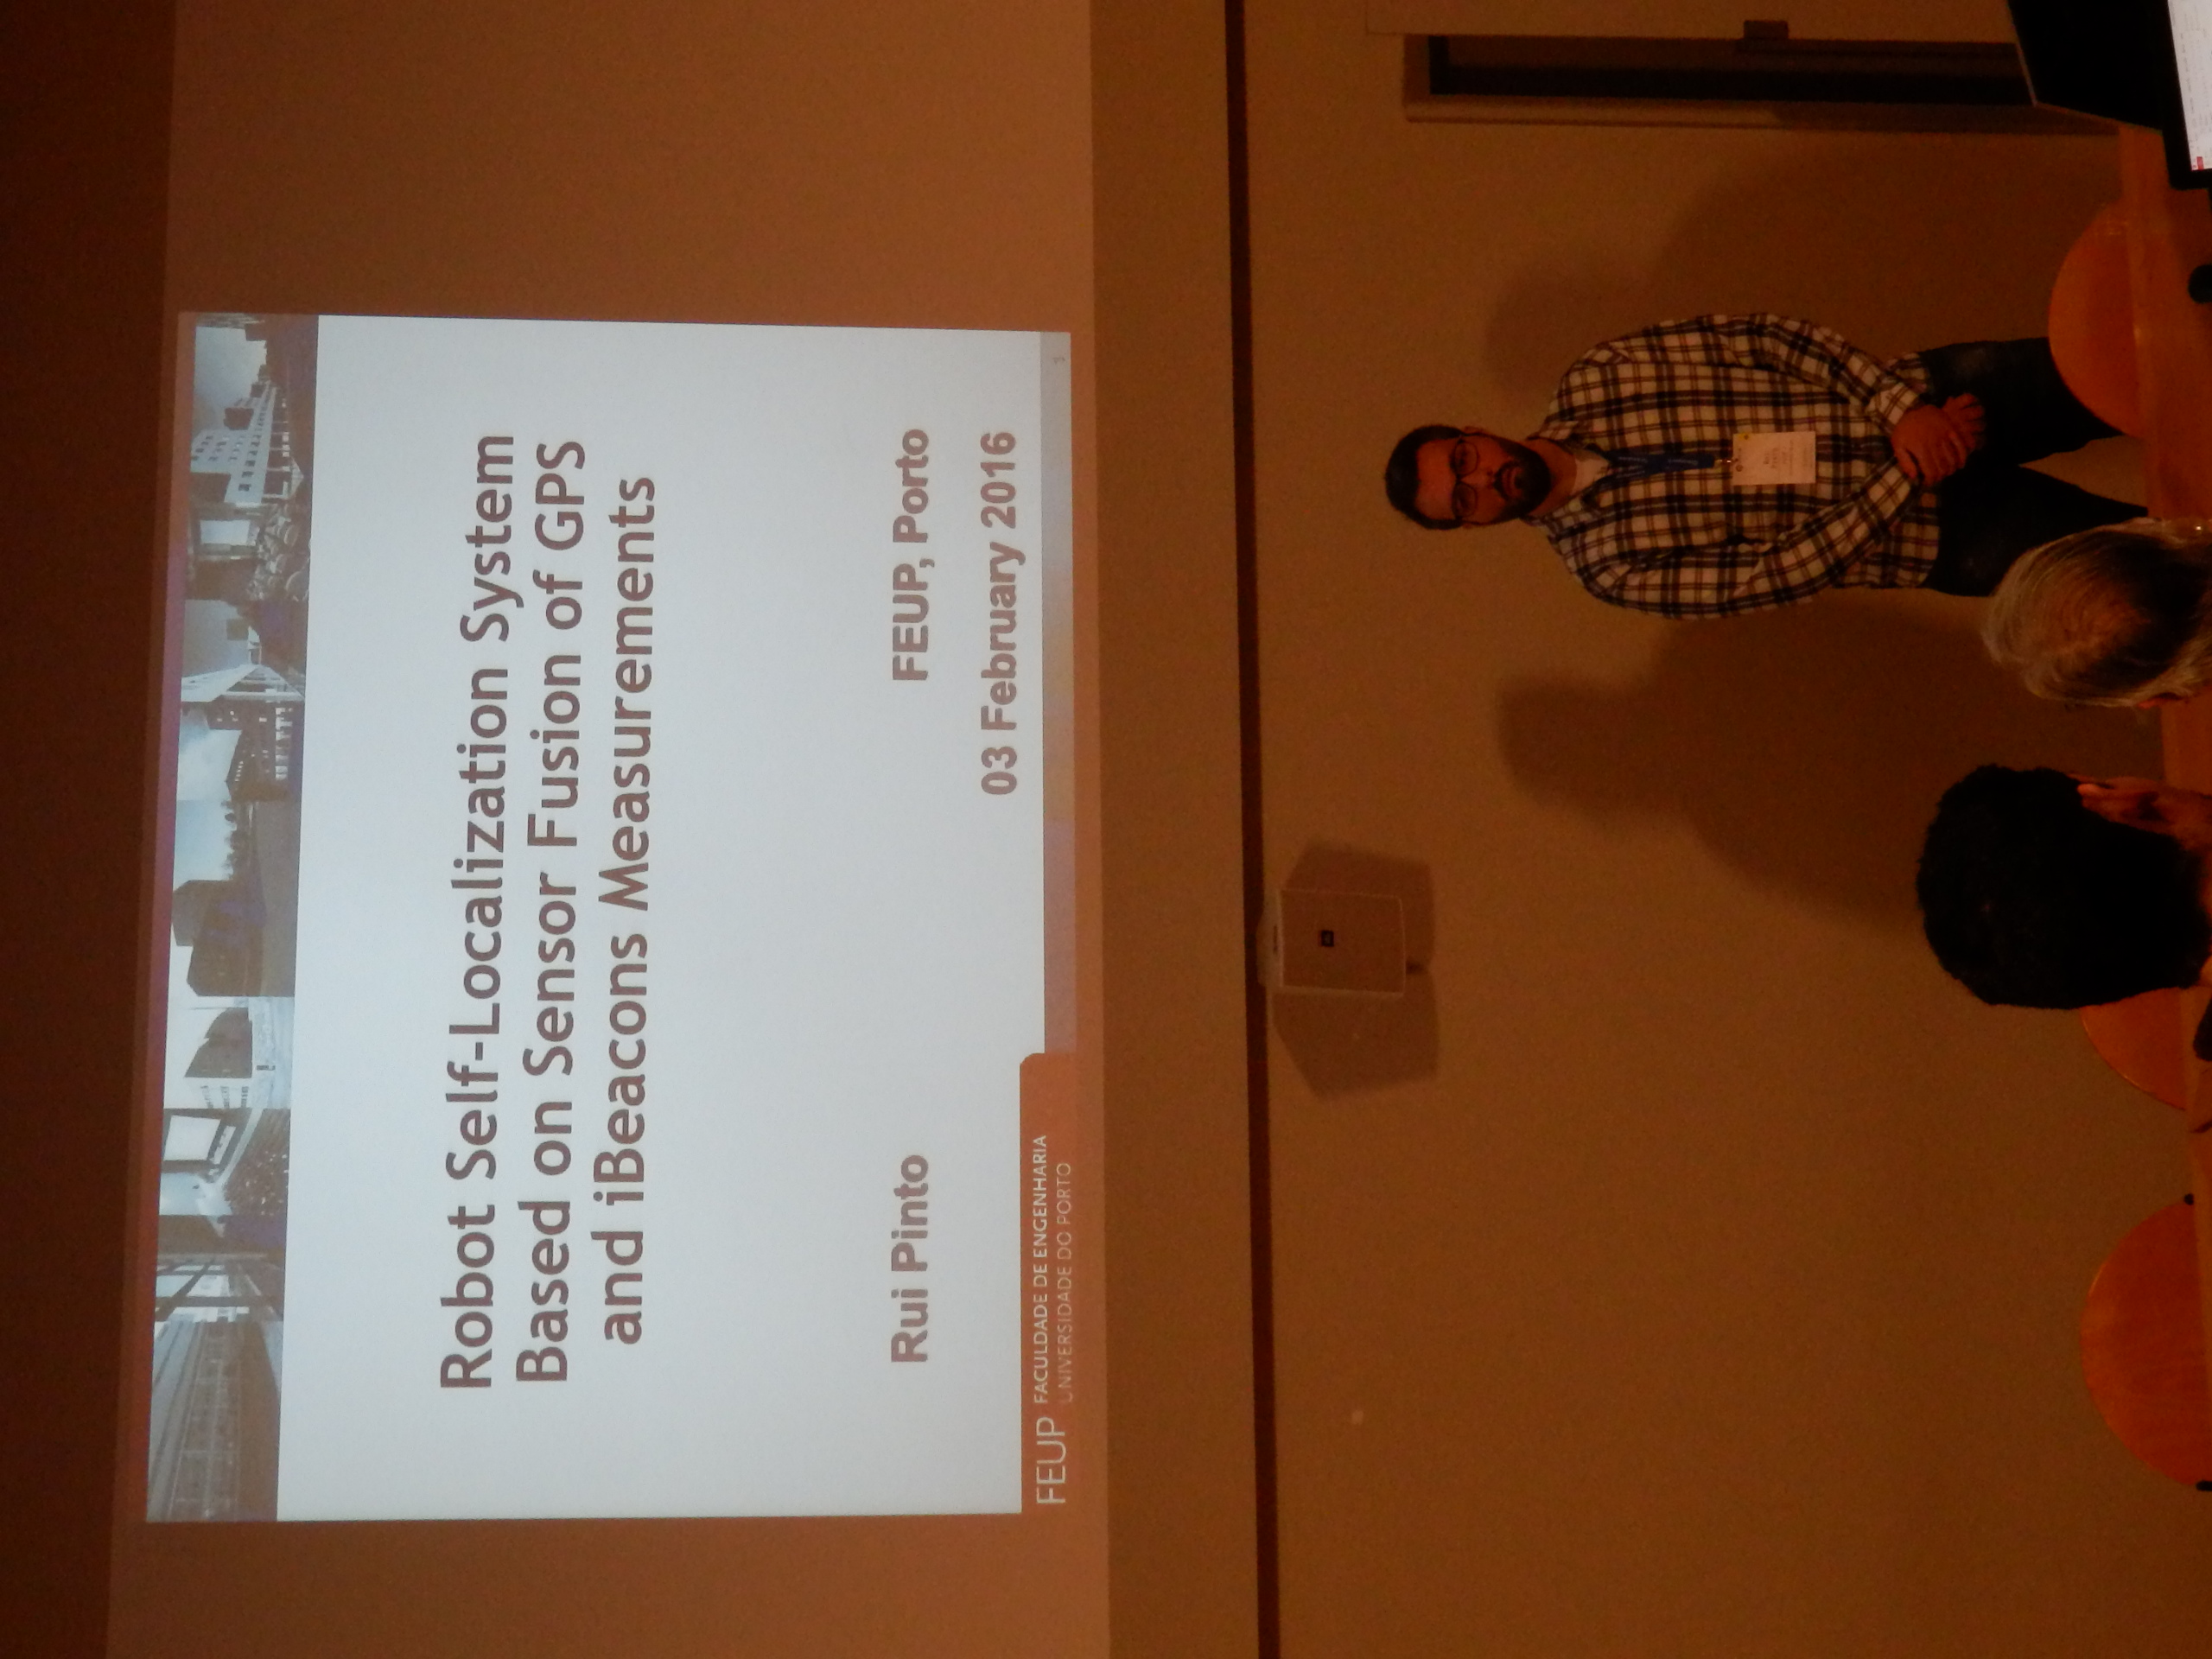 Robot Self-Localization System
Based on Sensor Fusion of GPS
and iBeacons Measurements
Rui Pinto
FEUP, Porto
03 February 2016
FEUP
FACULDADE DE ENGENHARIA
UNIVERSIDADE DO PORTO